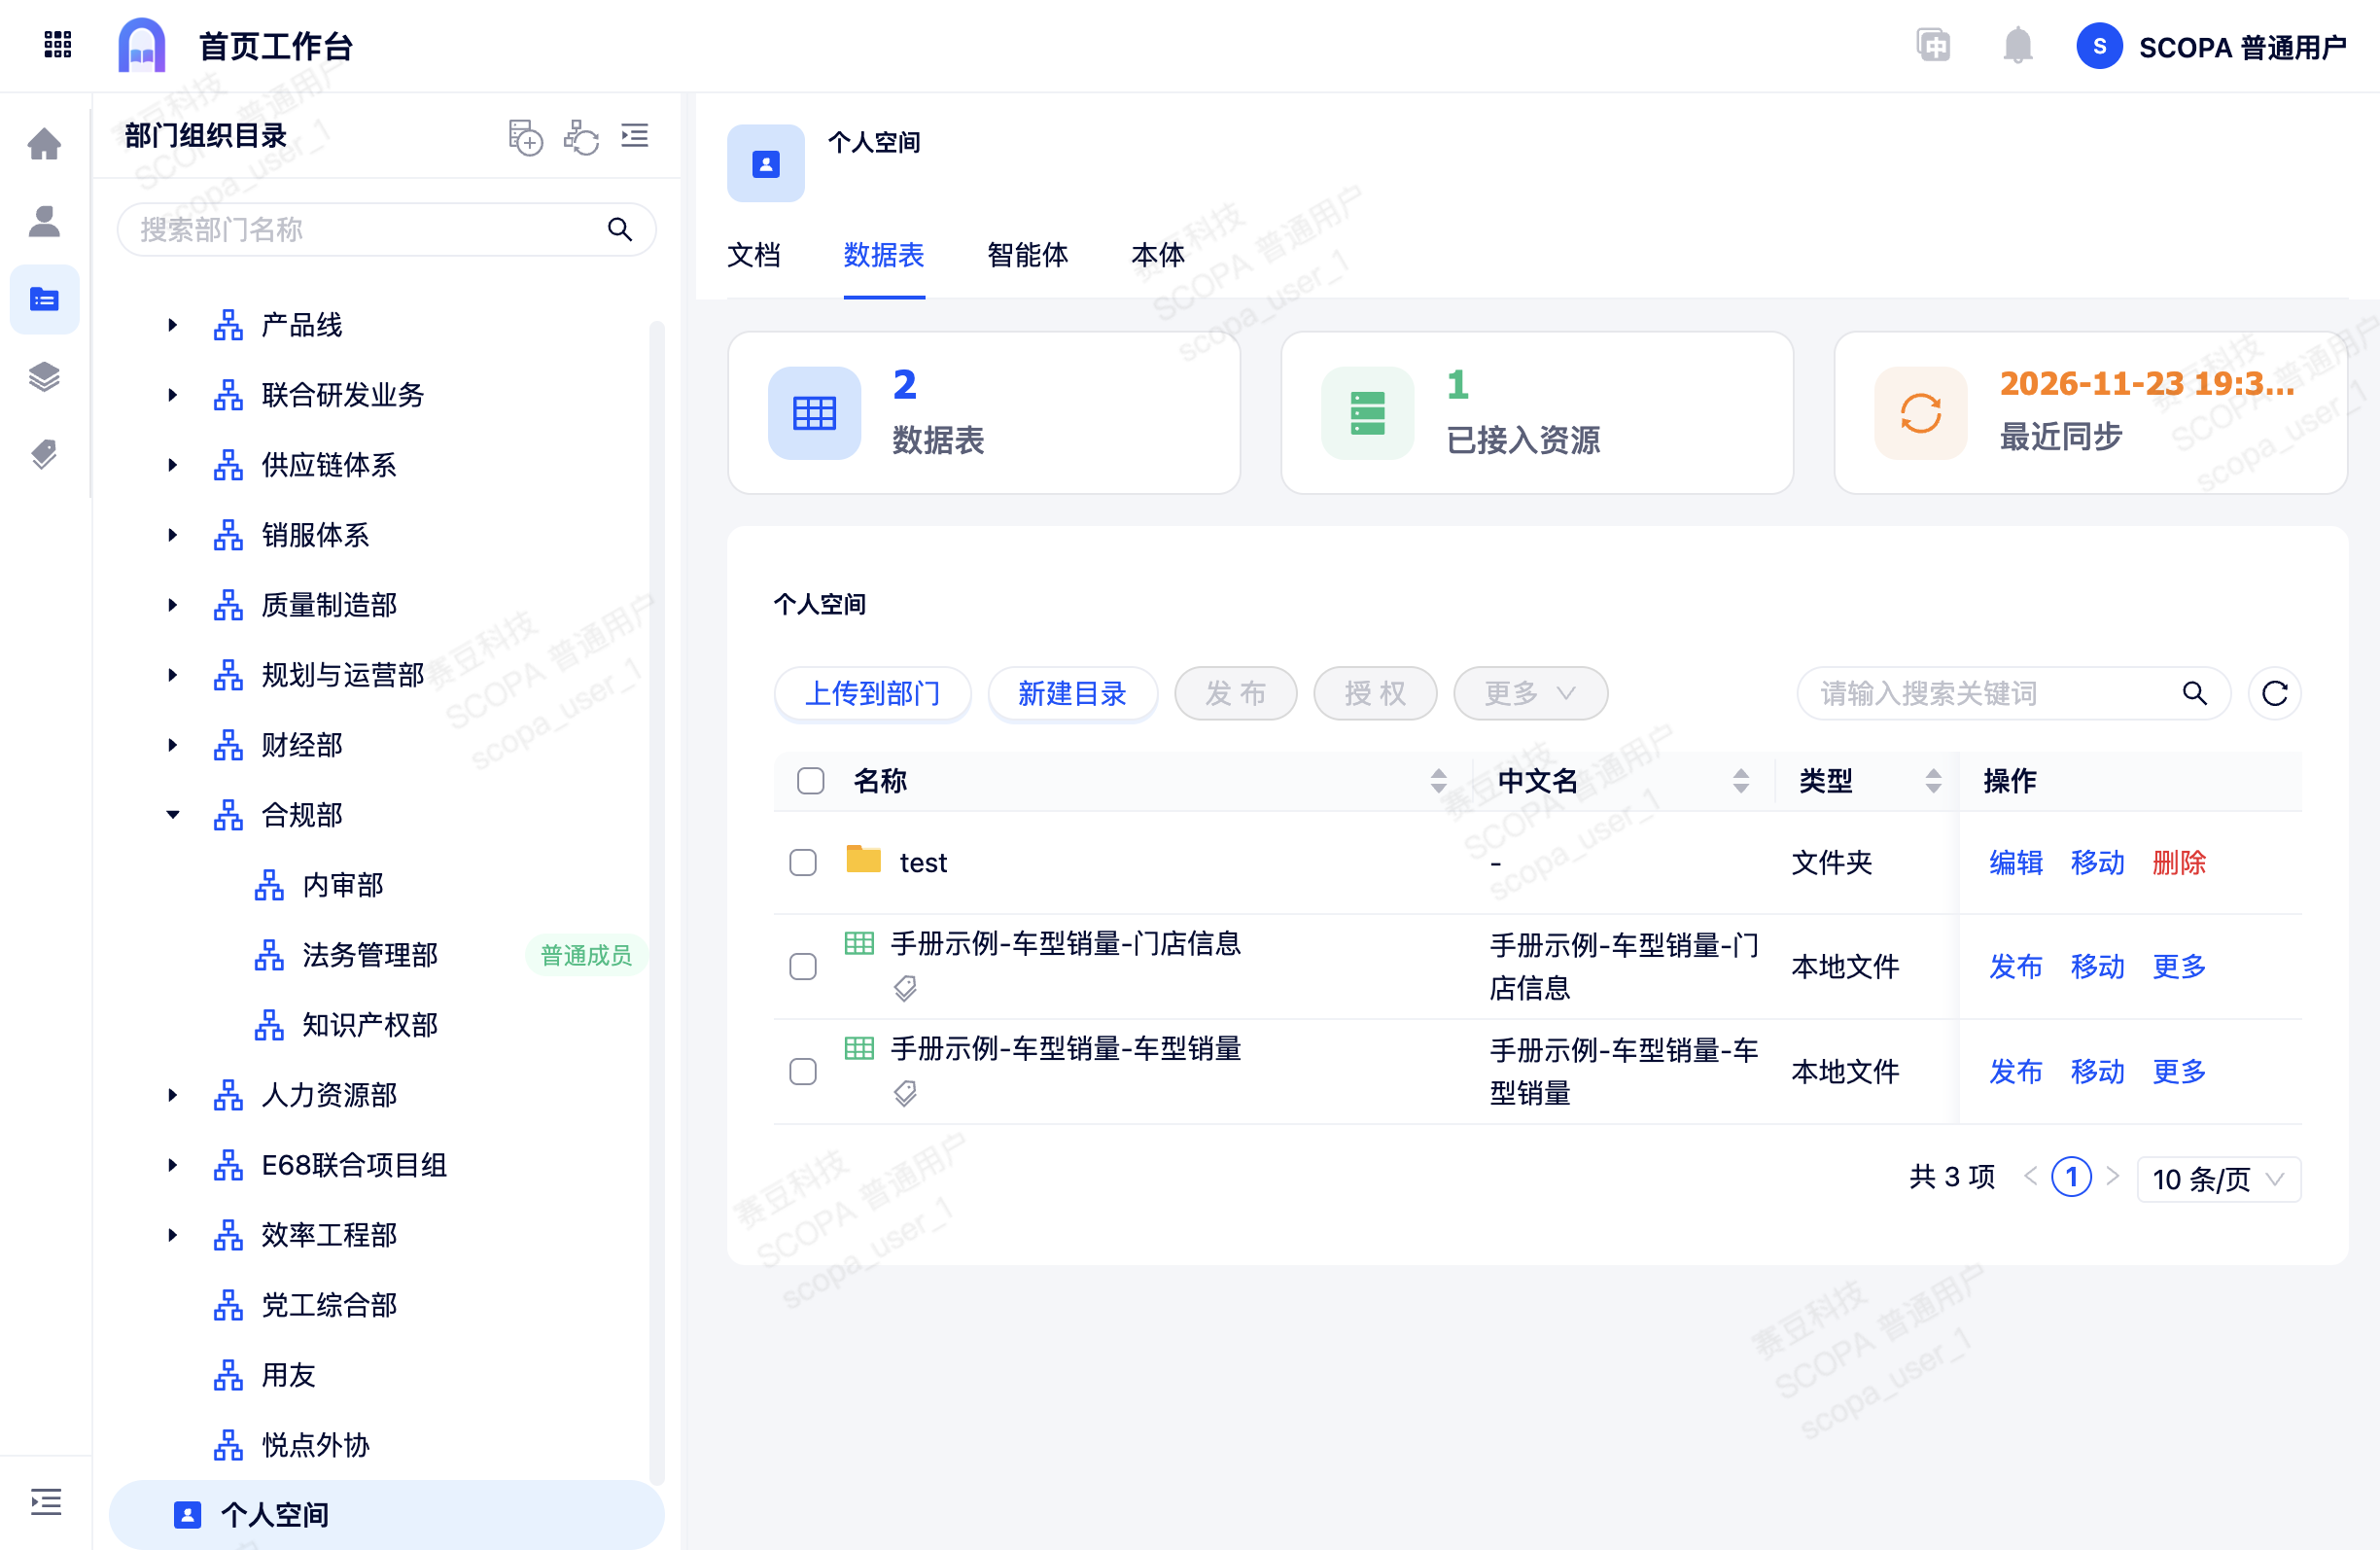 首页工作台
SCOPA 普通用户
部门组织目录
搜索部门名称
产品线
联合研发业务
供应链体系
销服体系
质量制造部
规划与运营部
财经部
合规部
内审部
法务管理部 普通成员
知识产权部
人力资源部
E68联合项目组
效率工程部
党工综合部
用友
悦点外协
个人空间
个人空间
文档 数据表 智能体 本体
2
数据表
1
已接入资源
2026-11-23 19:3...
最近同步
个人空间
上传到部门 新建目录 发布 授权 更多 请输入搜索关键词
名称 中文名 类型 操作
test - 文件夹 编辑 移动 删除
手册示例-车型销量-门店信息 手册示例-车型销量-门
店信息 本地文件 发布 移动 更多
手册示例-车型销量-车型销量 手册示例-车型销量-车
型销量 本地文件 发布 移动 更多
共 3 项 1 10 条/页
赛豆科技
SCOPA 普通用户
scopa_user_1